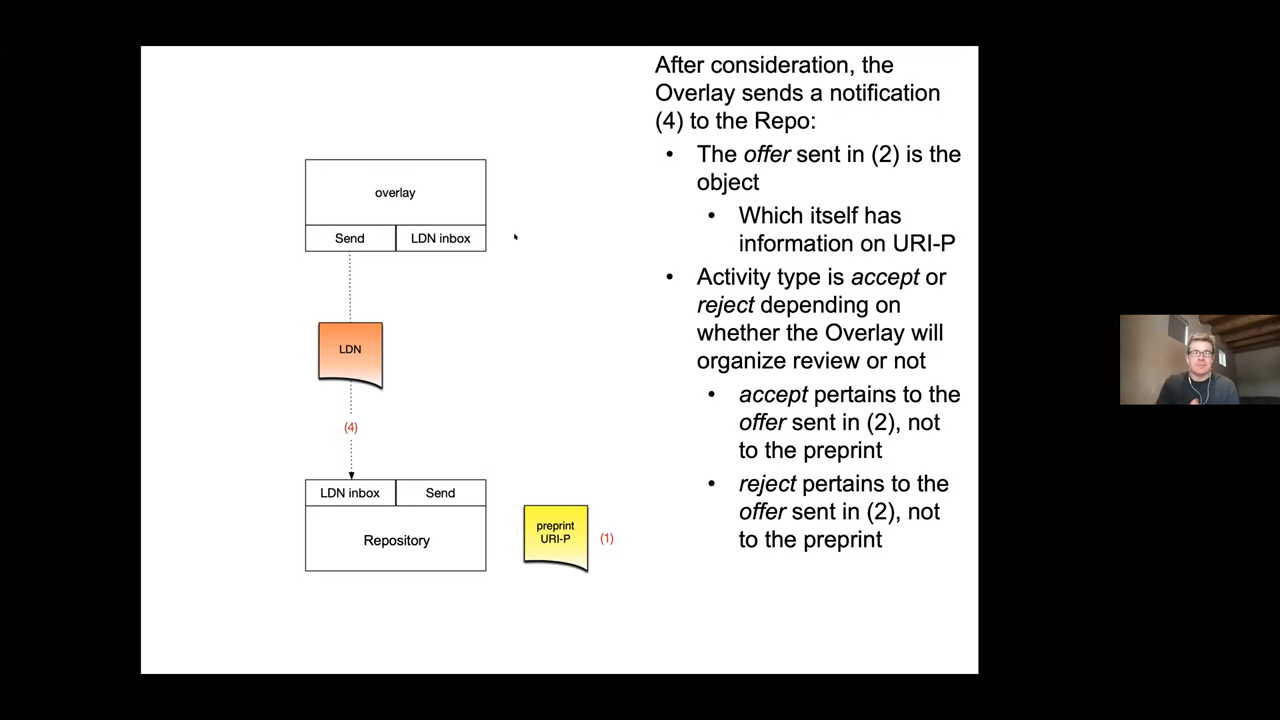 After consideration, the
Overlay sends a notification
(4) to the Repo:
• The offer sent in (2) is the
object
• Which itself has
information on URI-P
• Activity type is accept or
reject depending on
whether the Overlay will
organize review or not
• accept pertains to the
offer sent in (2), not
to the preprint
• reject pertains to the
offer sent in (2), not
to the preprint
overlay
Send
LDN inbox
LDN
(4)
LDN inbox
Send
Repository
preprint
URI-P
(1)